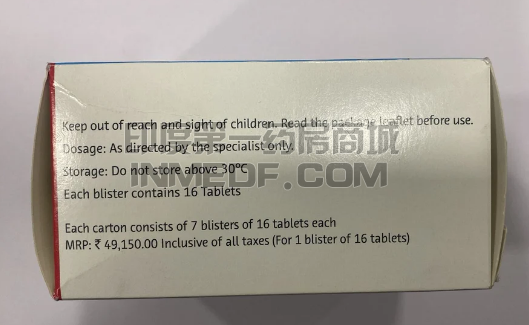 Keep out of reach and sight of children. Read the package leaflet before use.
Dosage: As directed by the specialist only.
Storage: Do not store above 30°C
Each blister contains 16 Tablets
Each carton consists of 7 blisters of 16 tablets each
MRP: ₹ 49,150.00 Inclusive of all taxes (For 1 blister of 16 tablets)
印度第一药房商城
INMEDF.COM